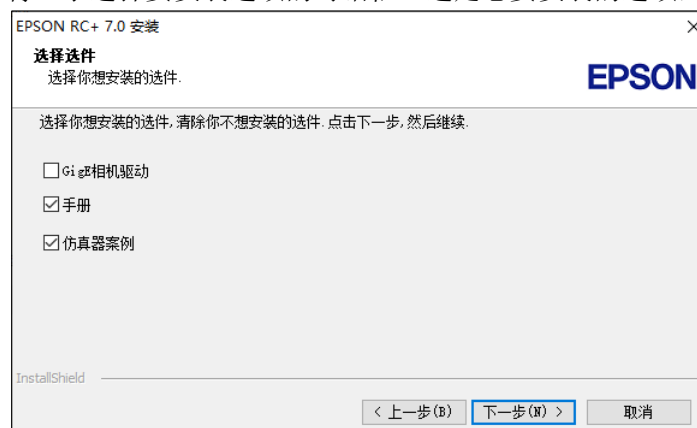 EPSON RC+ 7.0 安装
选择选件
选择你想安装的选件.
EPSON
选择你想安装的选件,清除你不想安装的选件.点击下一步,然后继续.
GigE相机驱动
手册
仿真器案例
InstallShield
< 上一步(B)
下一步(N) >
取消